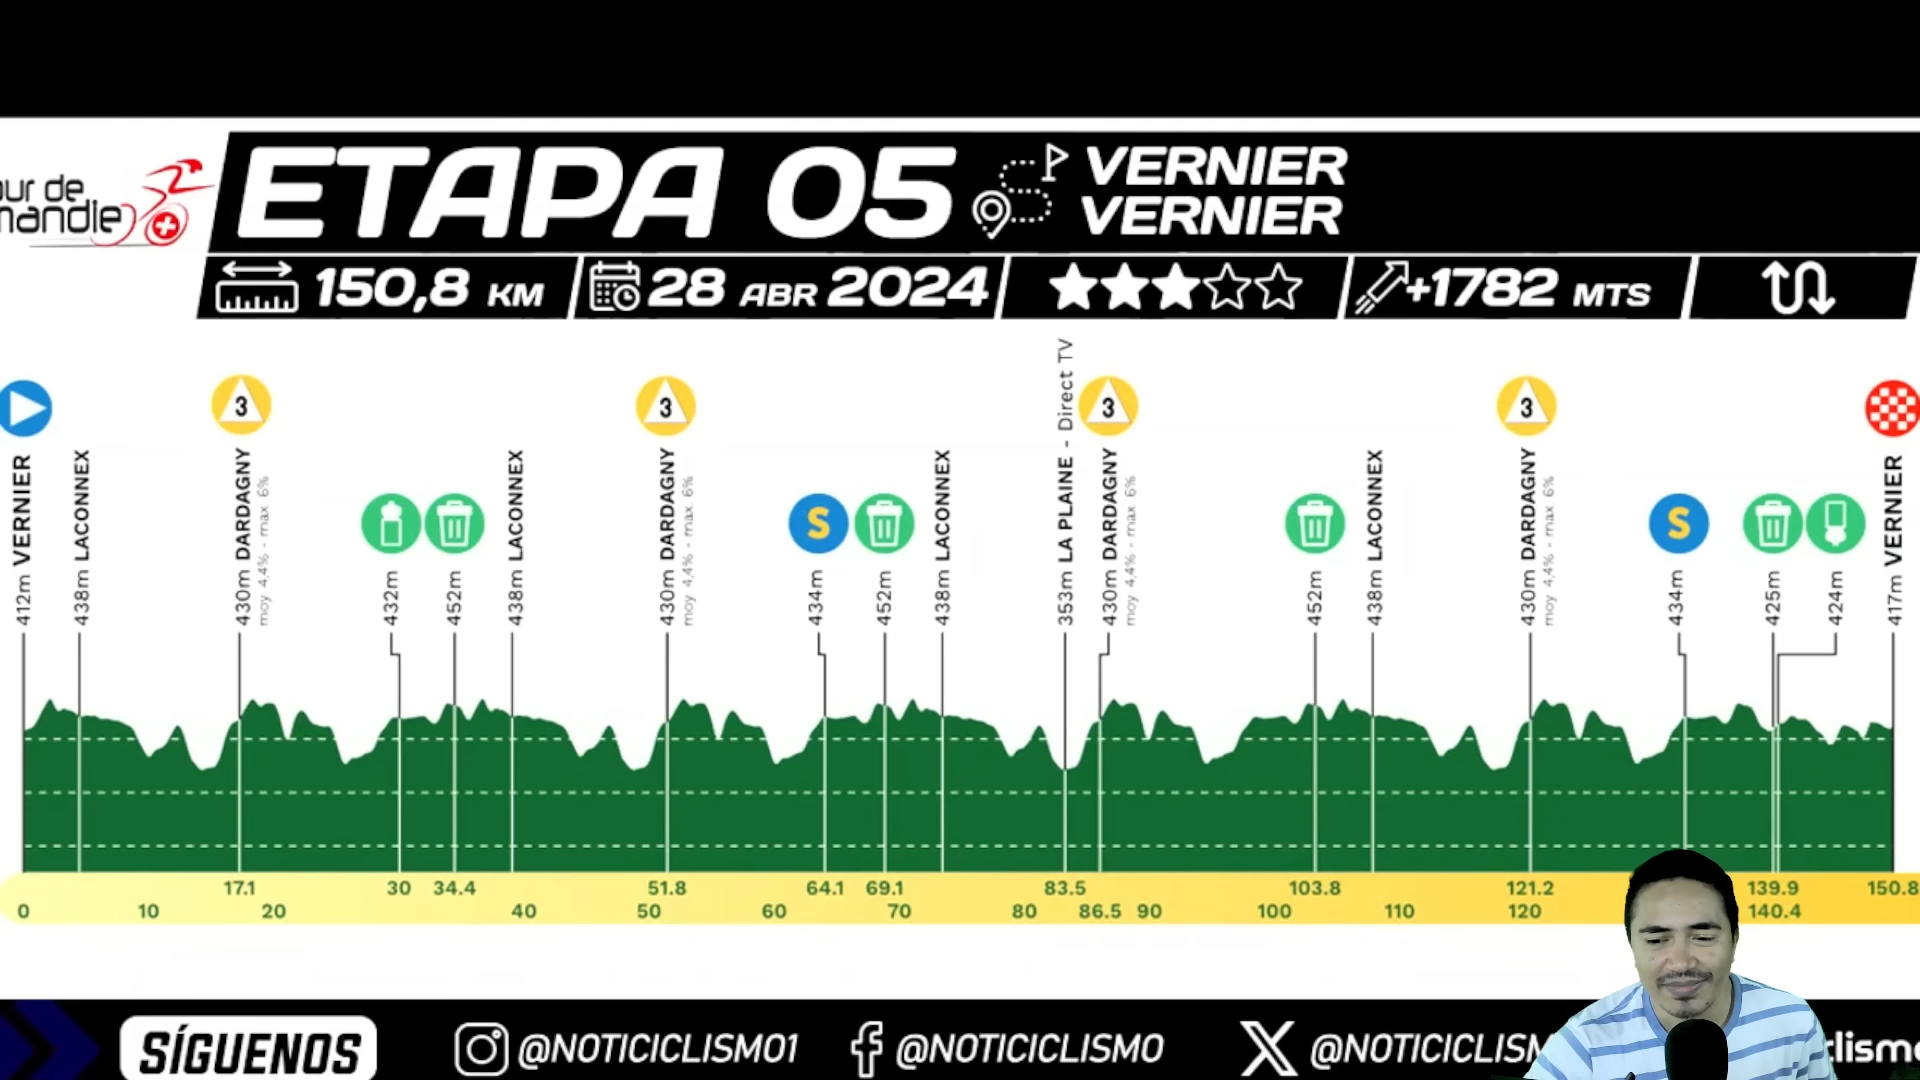 our de
mandie
ETAPA 05
VERNIER
VERNIER
150,8 KM
28 ABR 2024
+1782 MTS
412m VERNIER
438m LACONNEX
3
430m DARDAGNY
moy 4,4% - max 6%
432m
452m
438m LACONNEX
3
430m DARDAGNY
moy 4,4% - max 6%
S
434m
452m
438m LACONNEX
353m LA PLAINE - Direct TV
3
430m DARDAGNY
moy 4,4% - max 6%
452m
438m LACONNEX
3
430m DARDAGNY
moy 4,4% - max 6%
S
434m
425m
424m
417m VERNIER
17.1 30 34.4 51.8 64.1 69.1 83.5 103.8 121.2 139.9 150.8
0 10 20 40 50 60 70 80 86.5 90 100 110 120 140.4
SÍGUENOS @NOTICICLISMO1 @NOTICICLISMO @NOTICICLISM clismo